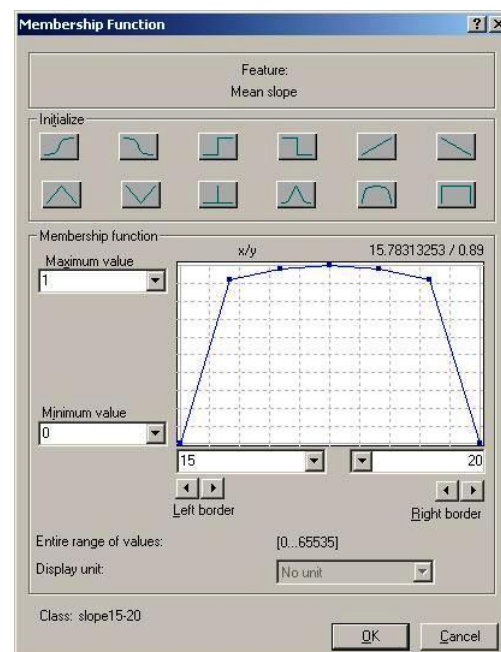 Membership Function
Feature:
Mean slope
Initialize
Membership function
x/y
15.78313253 / 0.89
Maximum value
1
Minimum value
0
15
20
Left border
Right border
Entire range of values:
[0...65535]
Display unit:
No unit
Class: slope15-20
OK
Cancel